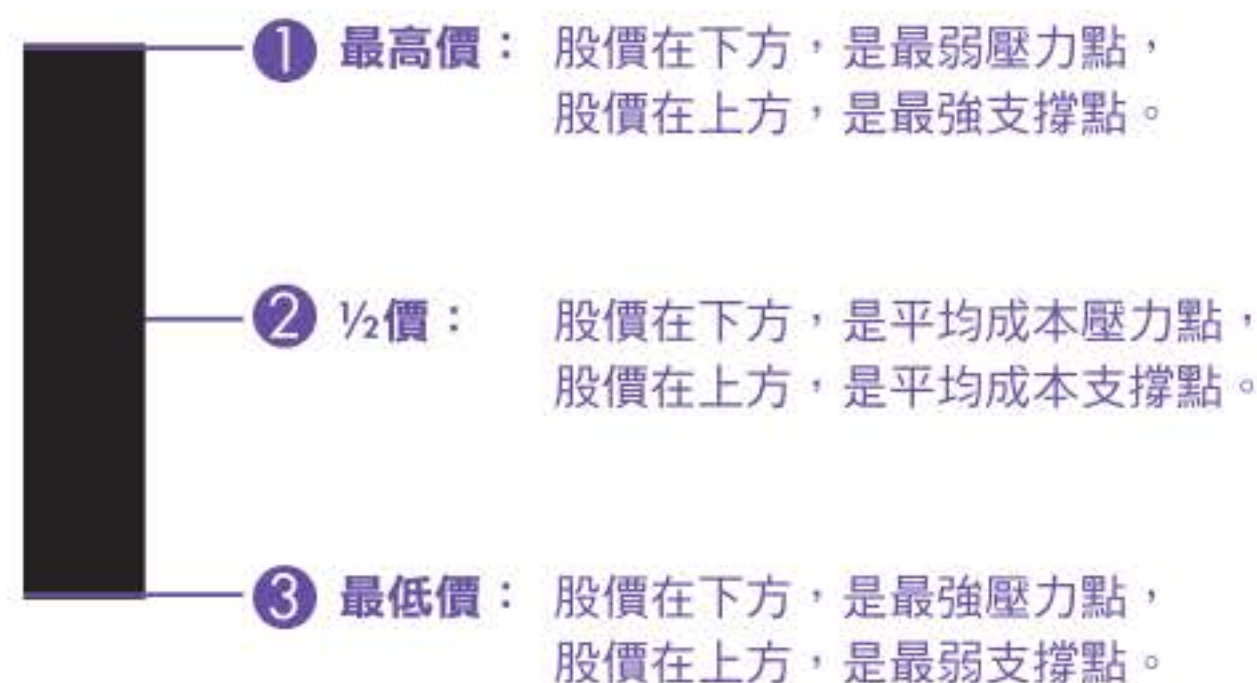 ❶ 最高價： 股價在下方，是最弱壓力點，
股價在上方，是最強支撐點。
❷ ½價： 股價在下方，是平均成本壓力點，
股價在上方，是平均成本支撐點。
❸ 最低價： 股價在下方，是最強壓力點，
股價在上方，是最弱支撐點。